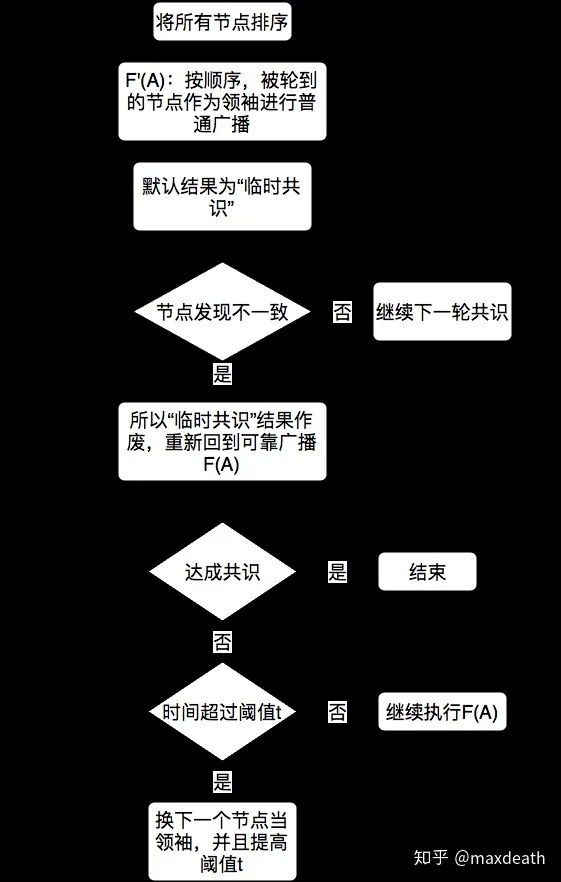 将所有节点排序
F'(A)：按顺序，被轮到
的节点作为领袖进行普
通广播
默认结果为“临时共
识”
节点发现不一致
否
继续下一轮共识
是
所以“临时共识”结果作
废，重新回到可靠广播
F(A)
达成共识
是
结束
否
时间超过阈值t
否
继续执行F(A)
是
换下一个节点当
领袖，并且提高
阈值t
知乎 @maxdeath